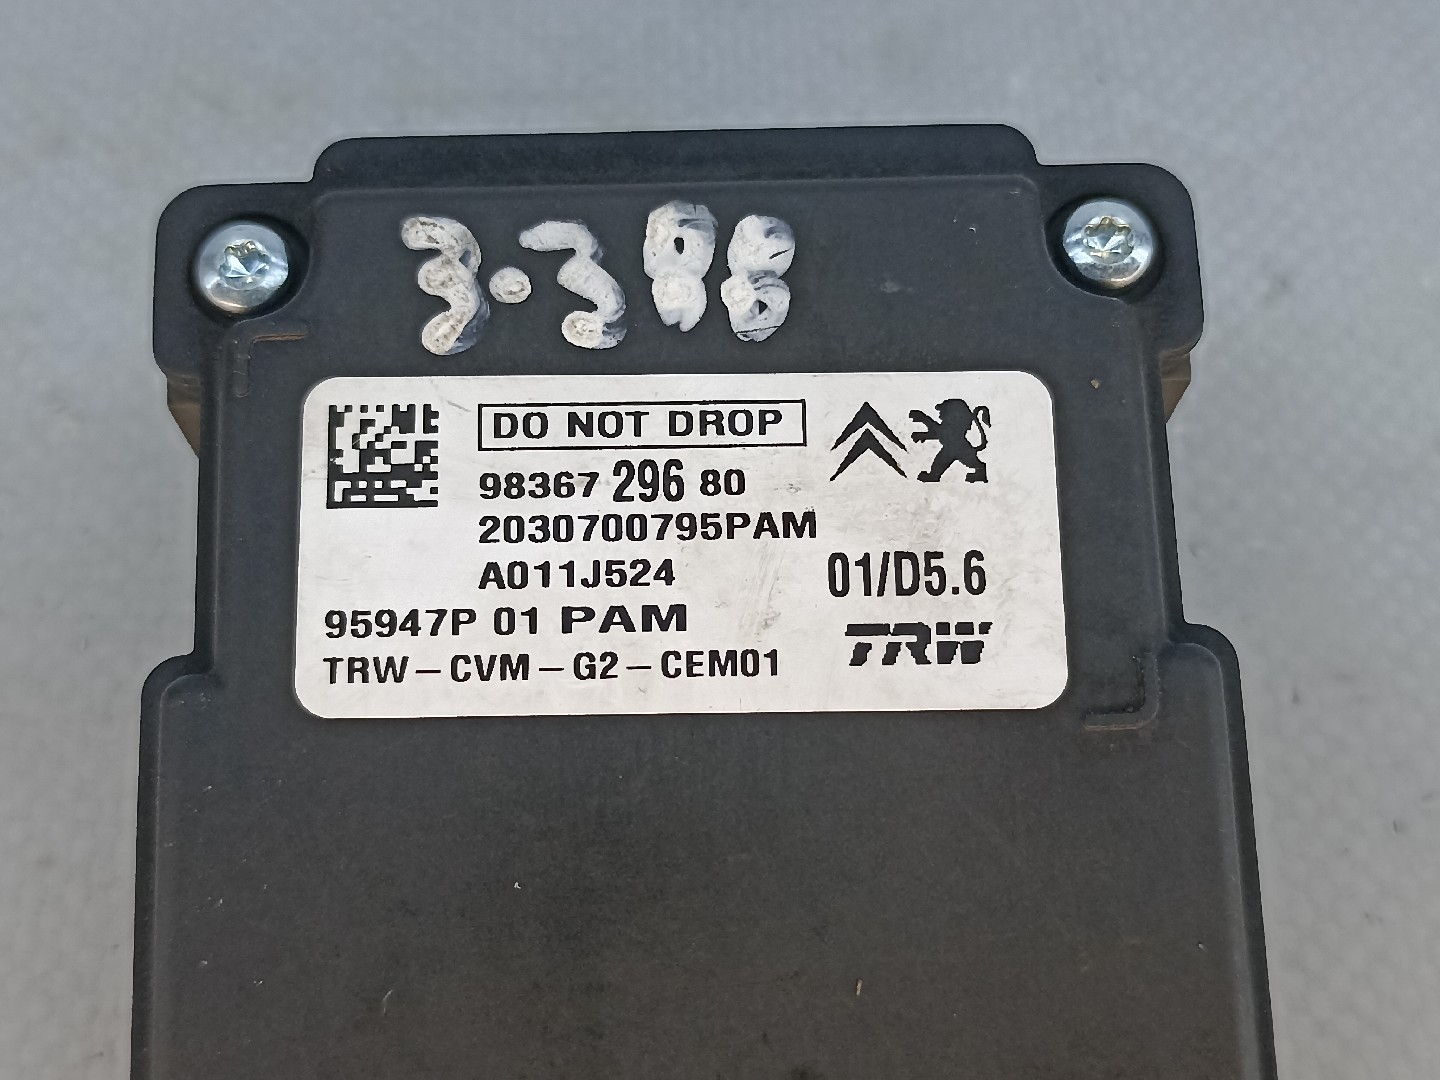 3.388
DO NOT DROP
98367 296 80
2030700795PAM
A011J524
01/D5.6
95947P 01 PAM
TRW
TRW-CVM-G2-CEM01